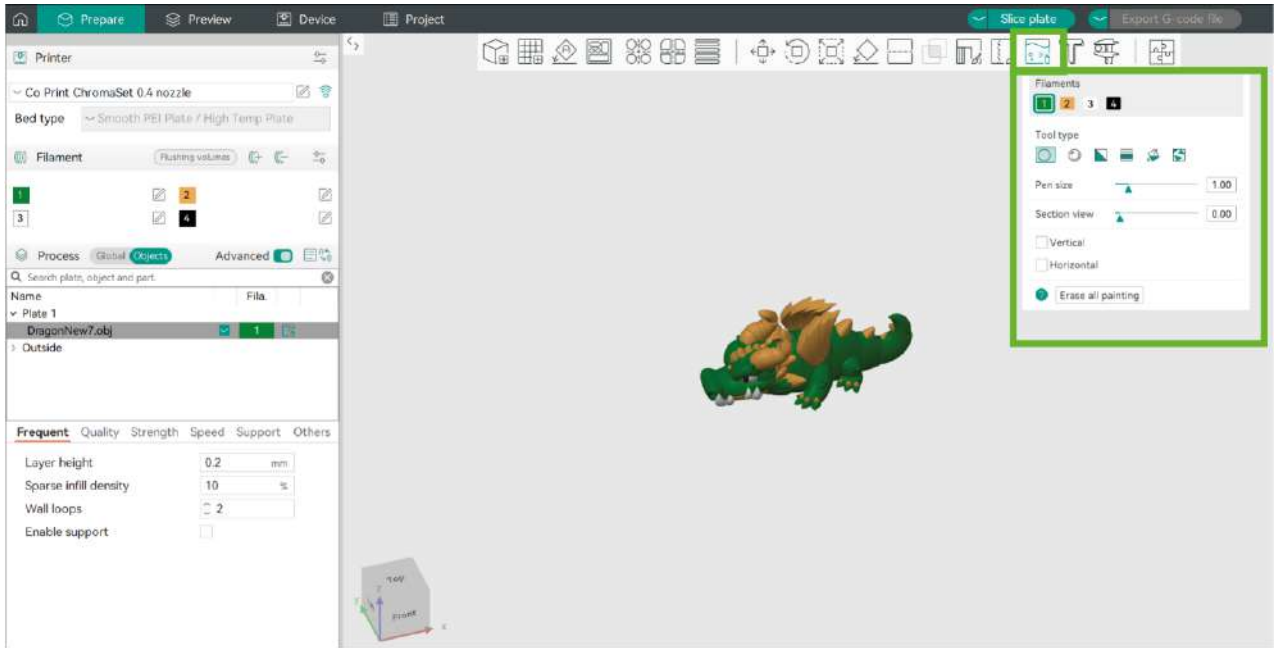 Prepare
Preview
Device
Project
Slice plate
Export G-code file
Printer
Co Print ChromaSet 0.4 nozzle
Bed type
Smooth PEI Plate / High Temp Plate
Filament
Flushing volumes
1
2
3
4
Process
Global
Objects
Advanced
Search plate, object and part.
Name
Fila.
Plate 1
DragonNew7.obj
1
Outside
Frequent
Quality
Strength
Speed
Support
Others
Layer height
0.2
mm
Sparse infill density
10
%
Wall loops
2
Enable support
Filaments
1
2
3
4
Tool type
Pen size
1.00
Section view
0.00
Vertical
Horizontal
Erase all painting
Top
Front
x